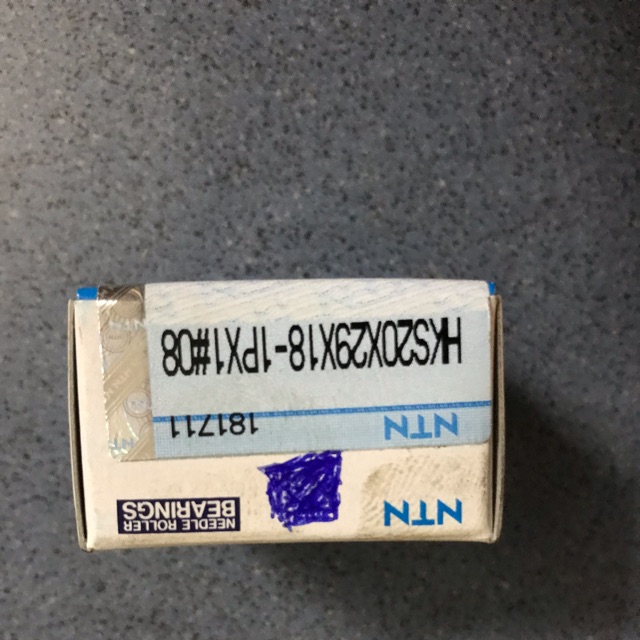 NTN
NEEDLE ROLLER
BEARINGS
NTN 181711
HKS20X29X18-1PX1#08